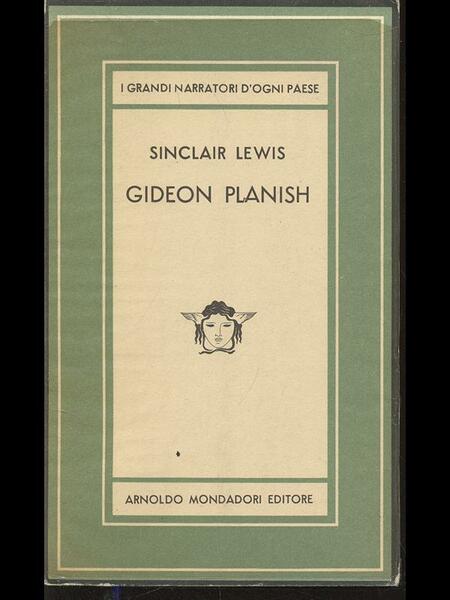 I GRANDI NARRATORI D'OGNI PAESE
SINCLAIR LEWIS
GIDEON PLANISH
ARNOLDO MONDADORI EDITORE